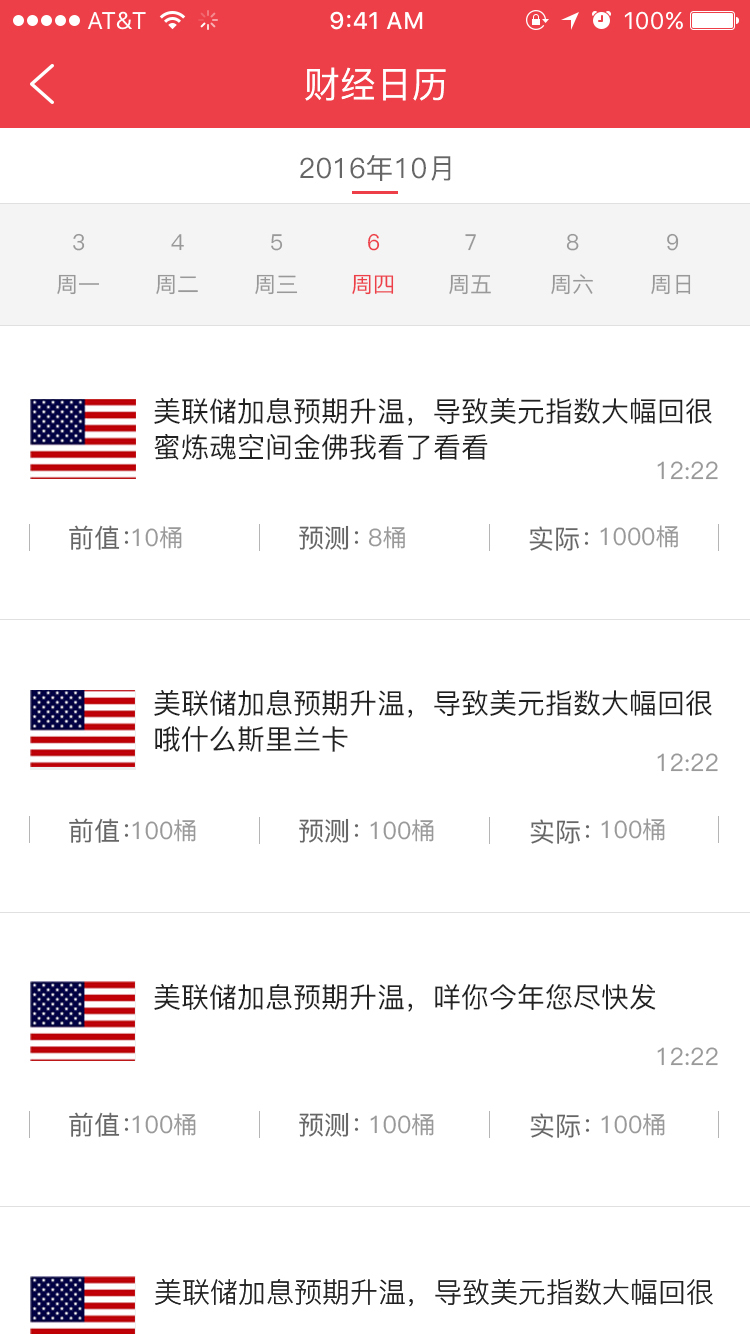 AT&T 9:41 AM 100%
财经日历
2016年10月
3 4 5 6 7 8 9
周一 周二 周三 周四 周五 周六 周日
美联储加息预期升温，导致美元指数大幅回很
蜜炼魂空间金佛我看了看看
12:22
前值:10桶 预测：8桶 实际：1000桶
美联储加息预期升温，导致美元指数大幅回很
哦什么斯里兰卡
12:22
前值:100桶 预测：100桶 实际：100桶
美联储加息预期升温，咩你今年您尽快发
12:22
前值:100桶 预测：100桶 实际：100桶
美联储加息预期升温，导致美元指数大幅回很